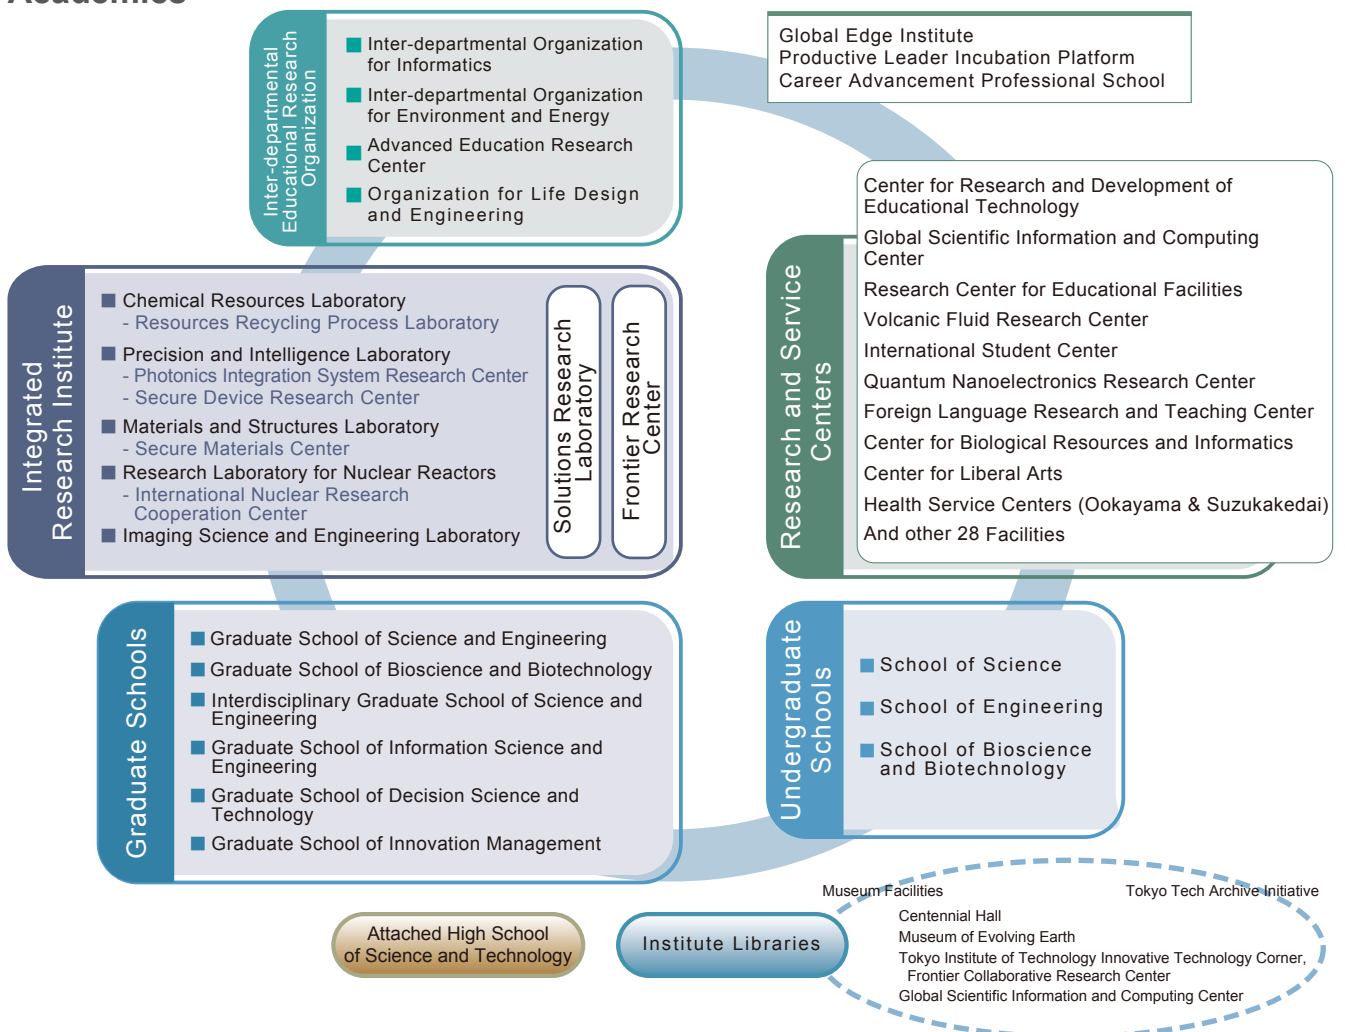 Academics
Inter-departmental
Educational Research
Organization
Inter-departmental Organization
for Informatics
Inter-departmental Organization
for Environment and Energy
Advanced Education Research
Center
Organization for Life Design
and Engineering
Global Edge Institute
Productive Leader Incubation Platform
Career Advancement Professional School
Integrated
Research Institute
Chemical Resources Laboratory
- Resources Recycling Process Laboratory
Precision and Intelligence Laboratory
- Photonics Integration System Research Center
- Secure Device Research Center
Materials and Structures Laboratory
- Secure Materials Center
Research Laboratory for Nuclear Reactors
- International Nuclear Research
Cooperation Center
Imaging Science and Engineering Laboratory
Solutions Research
Laboratory
Frontier Research
Center
Research and Service
Centers
Center for Research and Development of
Educational Technology
Global Scientific Information and Computing
Center
Research Center for Educational Facilities
Volcanic Fluid Research Center
International Student Center
Quantum Nanoelectronics Research Center
Foreign Language Research and Teaching Center
Center for Biological Resources and Informatics
Center for Liberal Arts
Health Service Centers (Ookayama & Suzukakedai)
And other 28 Facilities
Graduate Schools
Graduate School of Science and Engineering
Graduate School of Bioscience and Biotechnology
Interdisciplinary Graduate School of Science and
Engineering
Graduate School of Information Science and
Engineering
Graduate School of Decision Science and
Technology
Graduate School of Innovation Management
Undergraduate
Schools
School of Science
School of Engineering
School of Bioscience
and Biotechnology
Attached High School
of Science and Technology
Institute Libraries
Museum Facilities
Tokyo Tech Archive Initiative
Centennial Hall
Museum of Evolving Earth
Tokyo Institute of Technology Innovative Technology Corner,
Frontier Collaborative Research Center
Global Scientific Information and Computing Center